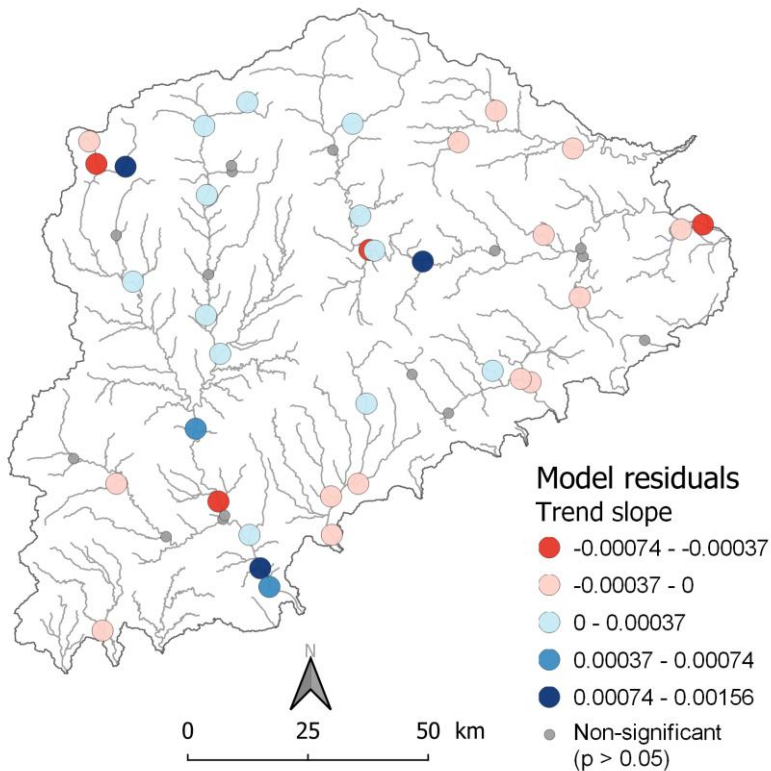 Model residuals
Trend slope
-0.00074 - -0.00037
-0.00037 - 0
0 - 0.00037
0.00037 - 0.00074
0.00074 - 0.00156
Non-significant
(p > 0.05)
N
0 25 50 km